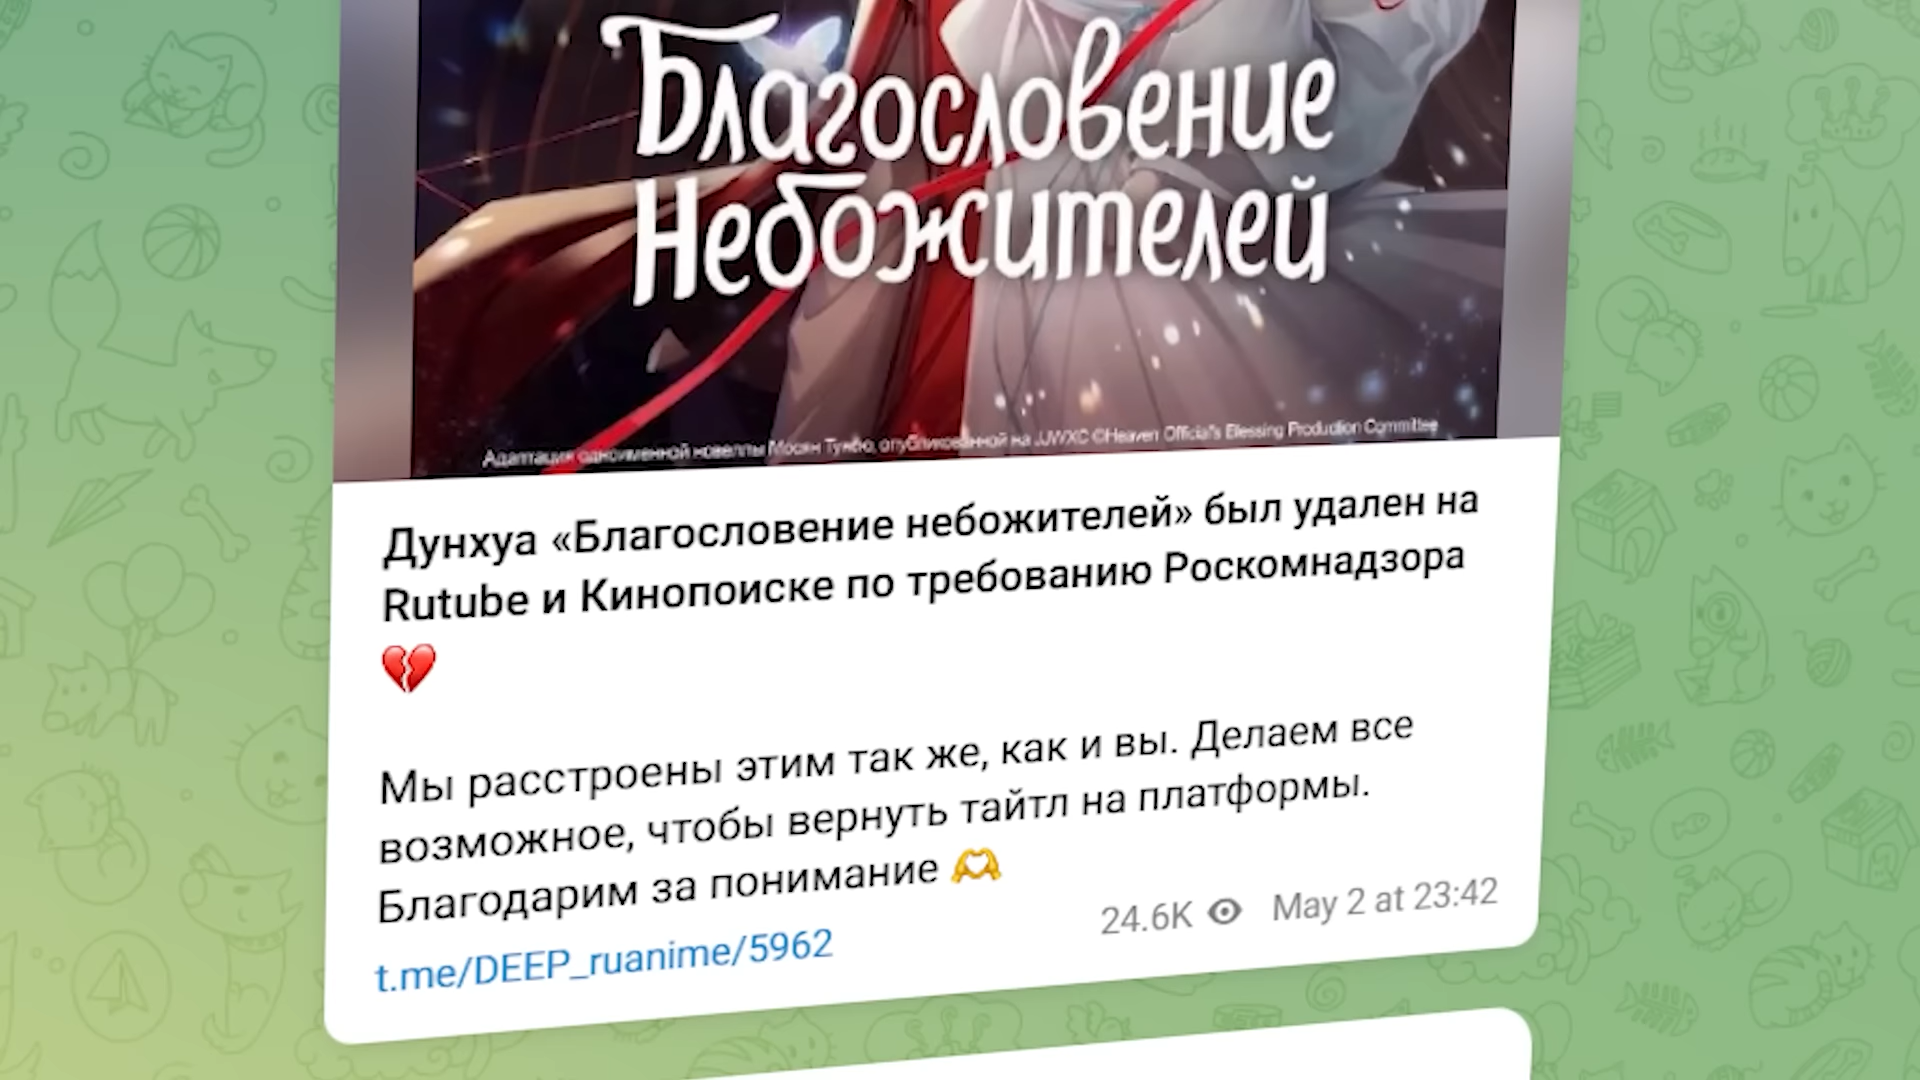 Благословение
Небожителей
Адаптация одноименной новеллы Мосян Тунсю, опубликованной на JJWXC ©Heaven Official's Blessing Production Committee
Дунхуа «Благословение небожителей» был удален на
Rutube и Кинопоиске по требованию Роскомнадзора
💔
Мы расстроены этим так же, как и вы. Делаем все
возможное, чтобы вернуть тайтл на платформы.
Благодарим за понимание 🫶
24.6K May 2 at 23:42
t.me/DEEP_ruanime/5962